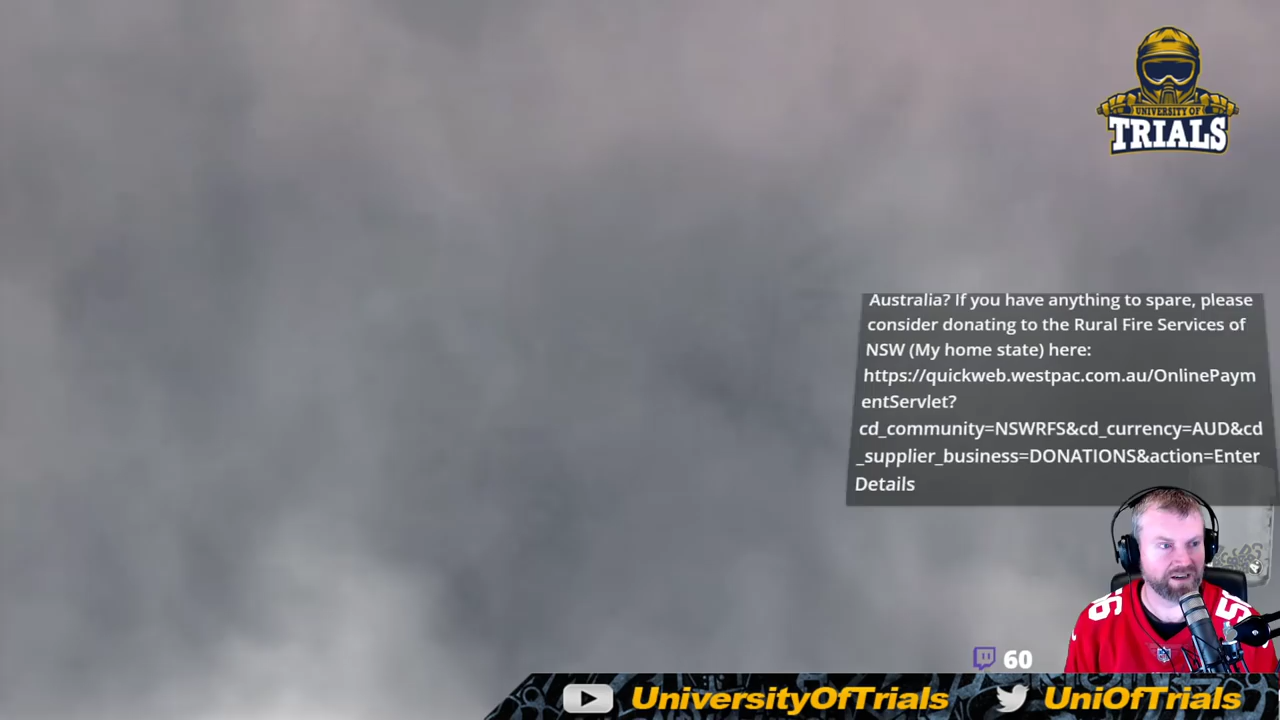 UNIVERSITY OF
TRIALS
Australia? If you have anything to spare, please
consider donating to the Rural Fire Services of
NSW (My home state) here:
https://quickweb.westpac.com.au/OnlinePaym
entServlet?
cd_community=NSWRFS&cd_currency=AUD&cd
_supplier_business=DONATIONS&action=Enter
Details
60
UniversityOfTrials
UniOfTrials